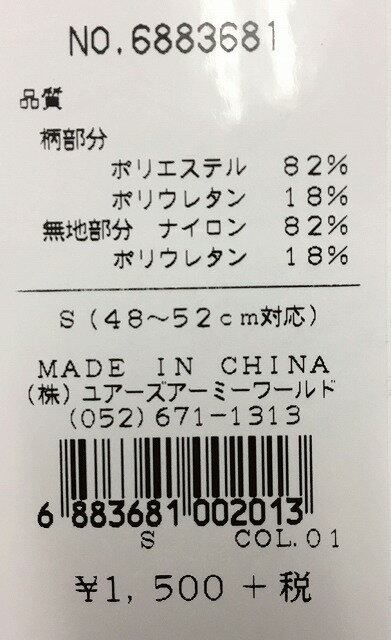 NO.6883681
品質
柄部分
ポリエステル 82%
ポリウレタン 18%
無地部分 ナイロン 82%
ポリウレタン 18%
S(48~52cm対応)
MADE IN CHINA
(株)ユアーズアーミーワールド
(052)671-1313
6 883681 002013
S COL.01
¥1,500+税